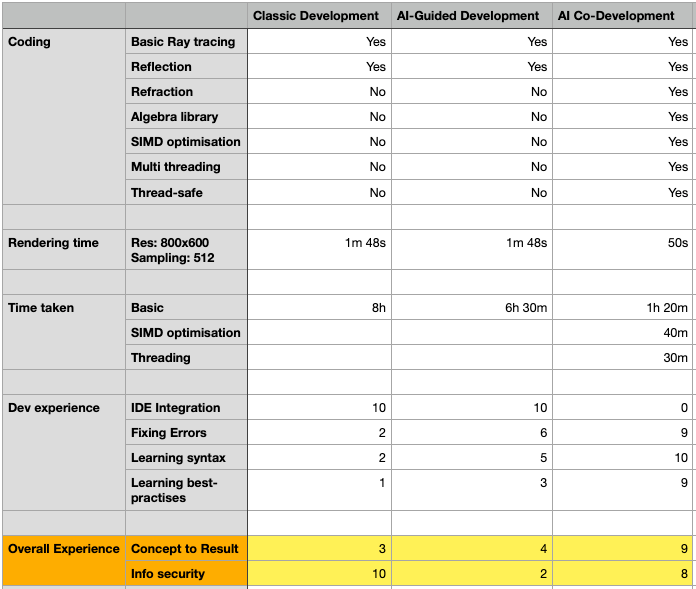 Classic Development AI-Guided Development AI Co-Development
Coding Basic Ray tracing Yes Yes Yes
Reflection Yes Yes Yes
Refraction No No Yes
Algebra library No No Yes
SIMD optimisation No No Yes
Multi threading No No Yes
Thread-safe No No Yes
Rendering time Res: 800x600 1m 48s 1m 48s 50s
Sampling: 512
Time taken Basic 8h 6h 30m 1h 20m
SIMD optimisation 40m
Threading 30m
Dev experience IDE Integration 10 10 0
Fixing Errors 2 6 9
Learning syntax 2 5 10
Learning best- 1 3 9
practises
Overall Experience Concept to Result 3 4 9
Info security 10 2 8